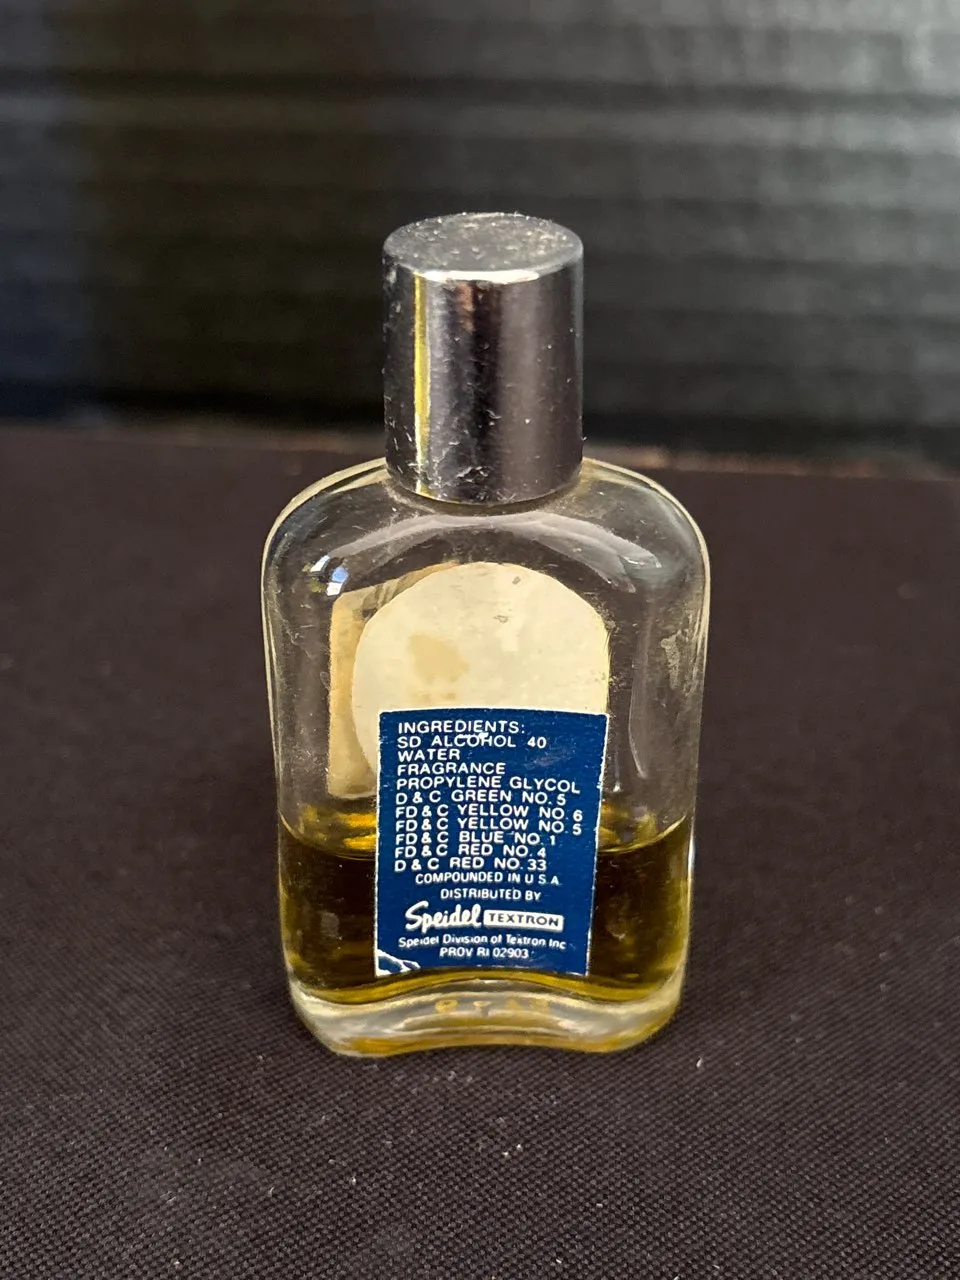 INGREDIENTS:
SD ALCOHOL 40
WATER
FRAGRANCE
PROPYLENE GLYCOL
D & C GREEN NO. 5
FD & C YELLOW NO. 6
FD & C YELLOW NO. 5
FD & C BLUE NO. 1
FD & C RED NO. 4
D & C RED NO. 33
COMPOUNDED IN U S A
DISTRIBUTED BY
Speidel TEXTRON
Speidel Division of Textron Inc
PROV RI 02903